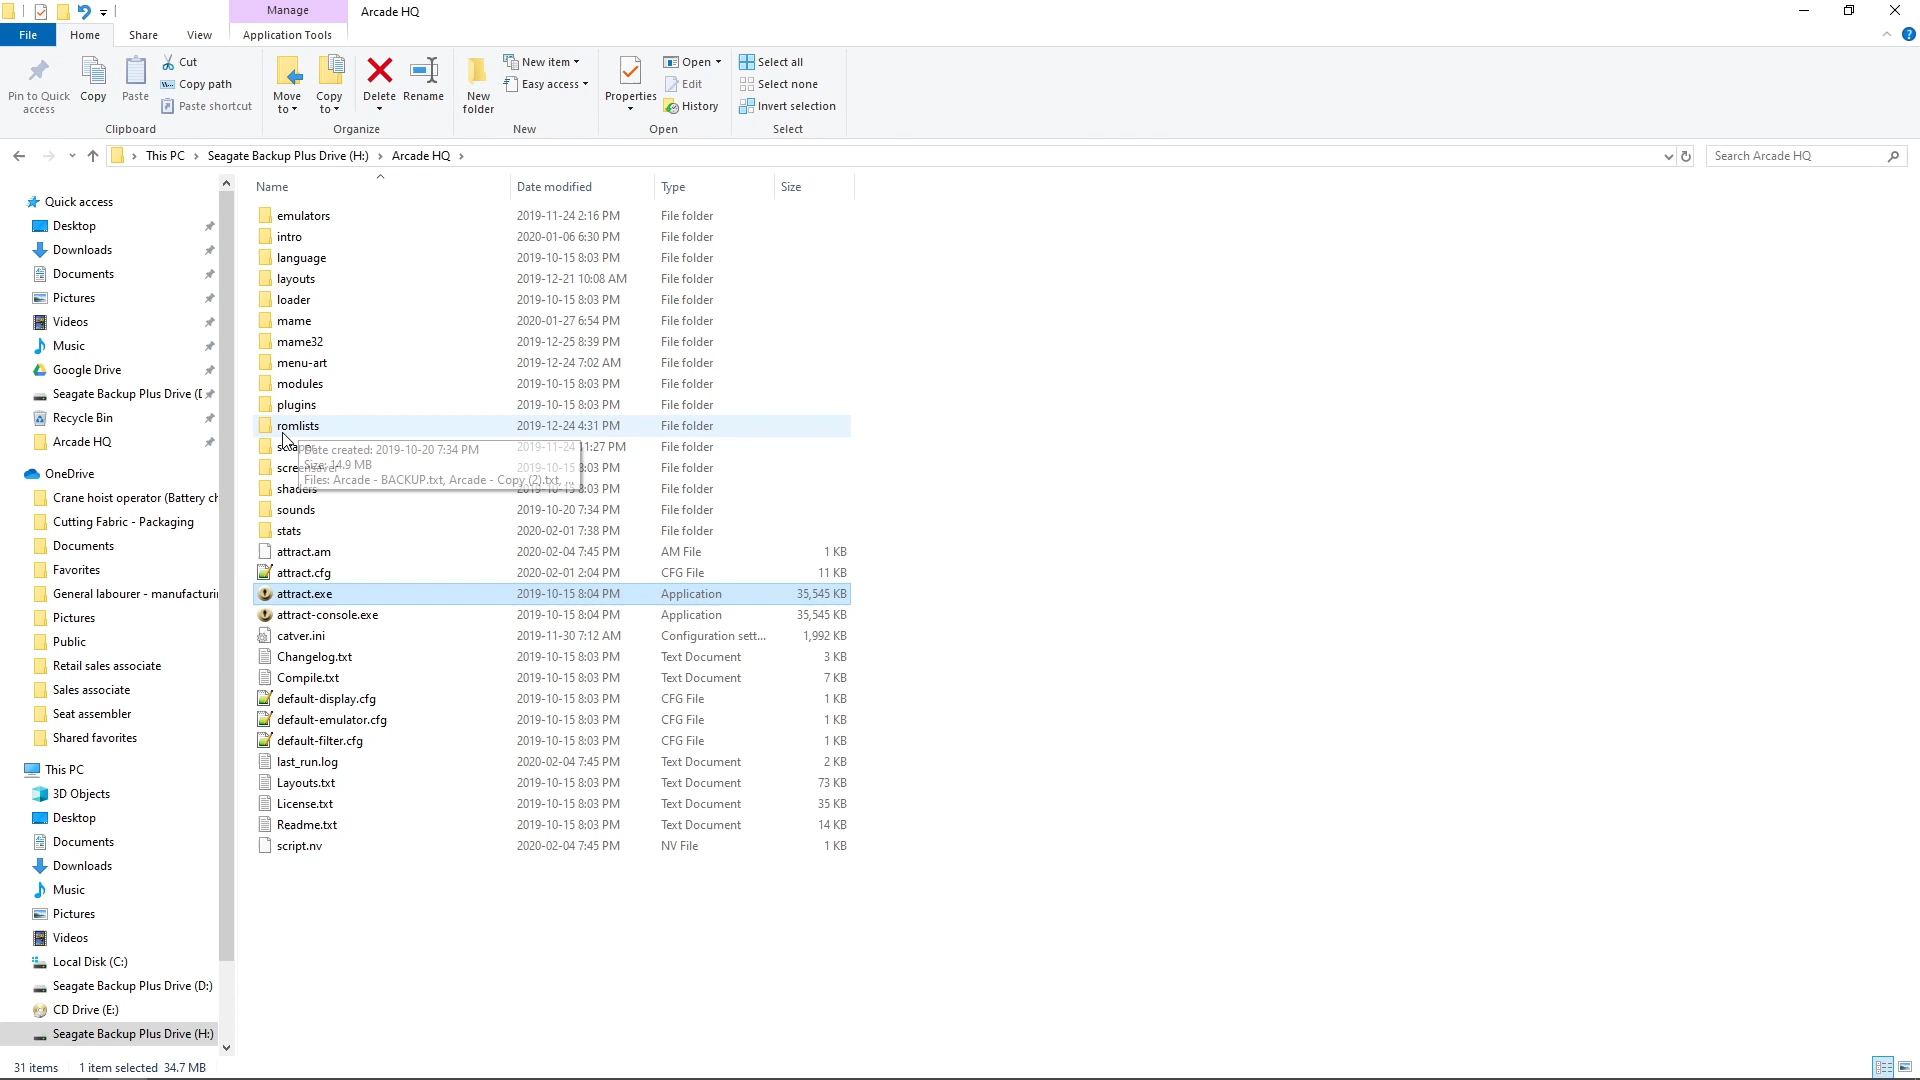 Manage
Arcade HQ
File
Home
Share
View
Application Tools
Pin to Quick access
Copy
Paste
Cut
Copy path
Paste shortcut
Clipboard
Move to
Copy to
Delete
Rename
Organize
New folder
New item
Easy access
New
Properties
Open
Edit
History
Open
Select all
Select none
Invert selection
Select
This PC > Seagate Backup Plus Drive (H:) > Arcade HQ >
Search Arcade HQ
Quick access
Desktop
Downloads
Documents
Pictures
Videos
Music
Google Drive
Seagate Backup Plus Drive (
Recycle Bin
Arcade HQ
OneDrive
Crane hoist operator (Battery ch
Cutting Fabric - Packaging
Documents
Favorites
General labourer - manufacturi
Pictures
Public
Retail sales associate
Sales associate
Seat assembler
Shared favorites
This PC
3D Objects
Desktop
Documents
Downloads
Music
Pictures
Videos
Local Disk (C:)
Seagate Backup Plus Drive (D:)
CD Drive (E:)
Seagate Backup Plus Drive (H:)
Name Date modified Type Size
emulators 2019-11-24 2:16 PM File folder
intro 2020-01-06 6:30 PM File folder
language 2019-10-15 8:03 PM File folder
layouts 2019-12-21 10:08 AM File folder
loader 2019-10-15 8:03 PM File folder
mame 2020-01-27 6:54 PM File folder
mame32 2019-12-25 8:39 PM File folder
menu-art 2019-12-24 7:02 AM File folder
modules 2019-10-15 8:03 PM File folder
plugins 2019-10-15 8:03 PM File folder
romlists 2019-12-24 4:31 PM File folder
2019-11-24 11:27 PM File folder
Date created: 2019-10-20 7:34 PM
Size: 14.9 MB
Files: Arcade - BACKUP.txt, Arcade - Copy (2).txt, ...
screensaver 2019-10-15 8:03 PM File folder
shaders 2019-10-15 8:03 PM File folder
sounds 2019-10-20 7:34 PM File folder
stats 2020-02-01 7:38 PM File folder
attract.am 2020-02-04 7:45 PM AM File 1 KB
attract.cfg 2020-02-01 2:04 PM CFG File 11 KB
attract.exe 2019-10-15 8:04 PM Application 35,545 KB
attract-console.exe 2019-10-15 8:04 PM Application 35,545 KB
catver.ini 2019-11-30 7:12 AM Configuration sett... 1,992 KB
Changelog.txt 2019-10-15 8:03 PM Text Document 3 KB
Compile.txt 2019-10-15 8:03 PM Text Document 7 KB
default-display.cfg 2019-10-15 8:03 PM CFG File 1 KB
default-emulator.cfg 2019-10-15 8:03 PM CFG File 1 KB
default-filter.cfg 2019-10-15 8:03 PM CFG File 1 KB
last_run.log 2020-02-04 7:45 PM Text Document 2 KB
Layouts.txt 2019-10-15 8:03 PM Text Document 73 KB
License.txt 2019-10-15 8:03 PM Text Document 35 KB
Readme.txt 2019-10-15 8:03 PM Text Document 14 KB
script.nv 2020-02-04 7:45 PM NV File 1 KB
31 items 1 item selected 34.7 MB